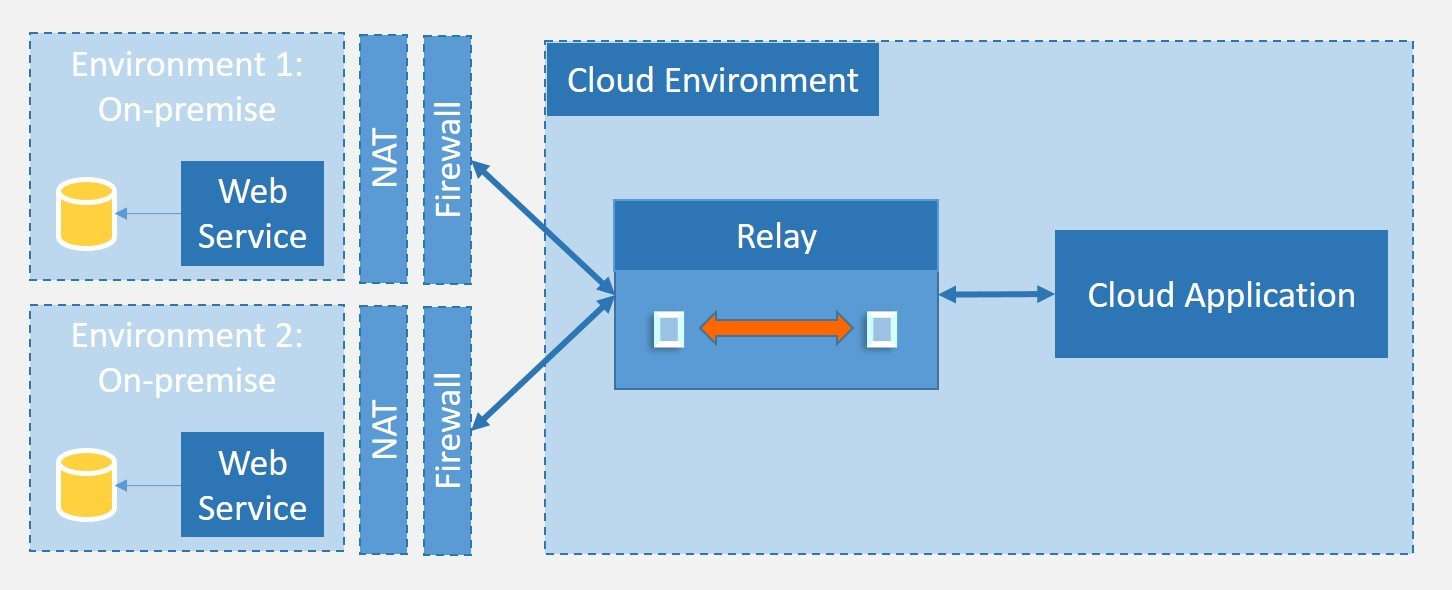 Environment 1:
On-premise
Web
Service
NAT
Firewall
Environment 2:
On-premise
Web
Service
NAT
Firewall
Cloud Environment
Relay
Cloud Application